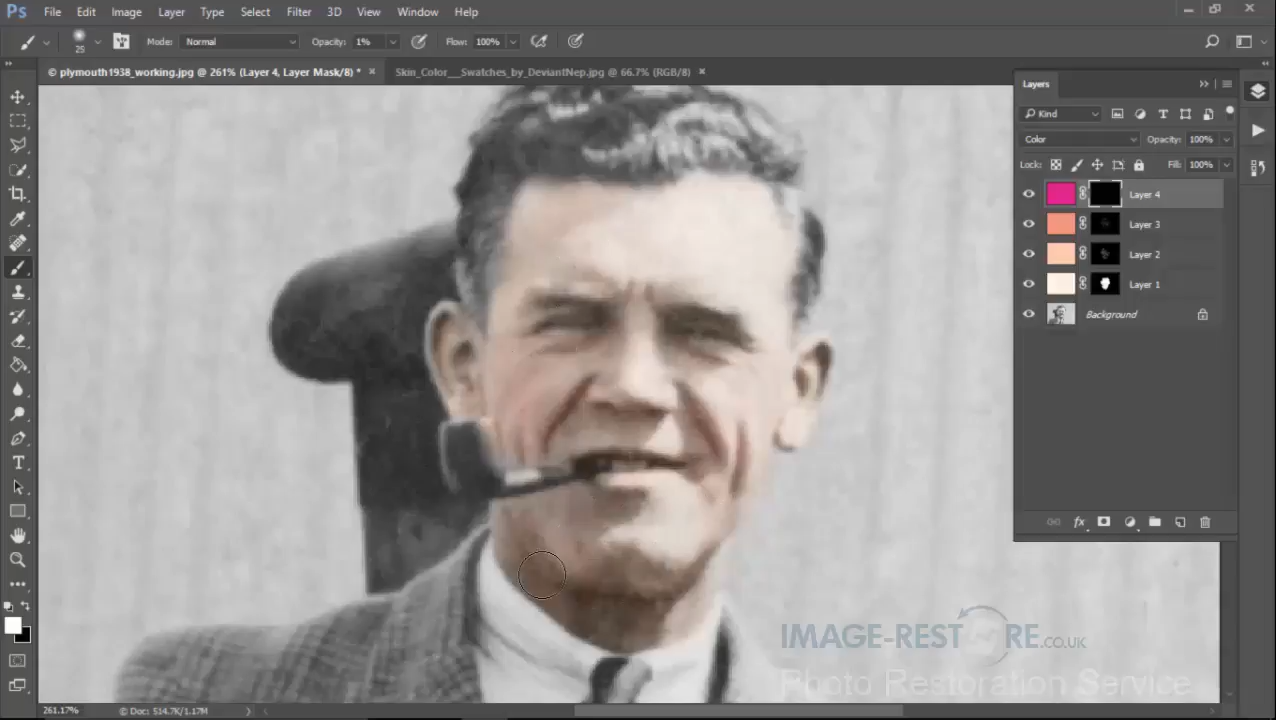 Ps File Edit Image Layer Type Select Filter 3D View Window Help
25 Mode: Normal Opacity: 1% Flow: 100%
© plymouth1938_working.jpg @ 261% (Layer 4, Layer Mask/8) * × Skin_Color__Swatches_by_DeviantNep.jpg @ 66.7% (RGB/8) ×
Layers
Kind
Color Opacity: 100%
Lock: Fill: 100%
Layer 4
Layer 3
Layer 2
Layer 1
Background
IMAGE-RESTORE.CO.UK
Photo Restoration Service
261.17% Doc: 514.7K/1.17M